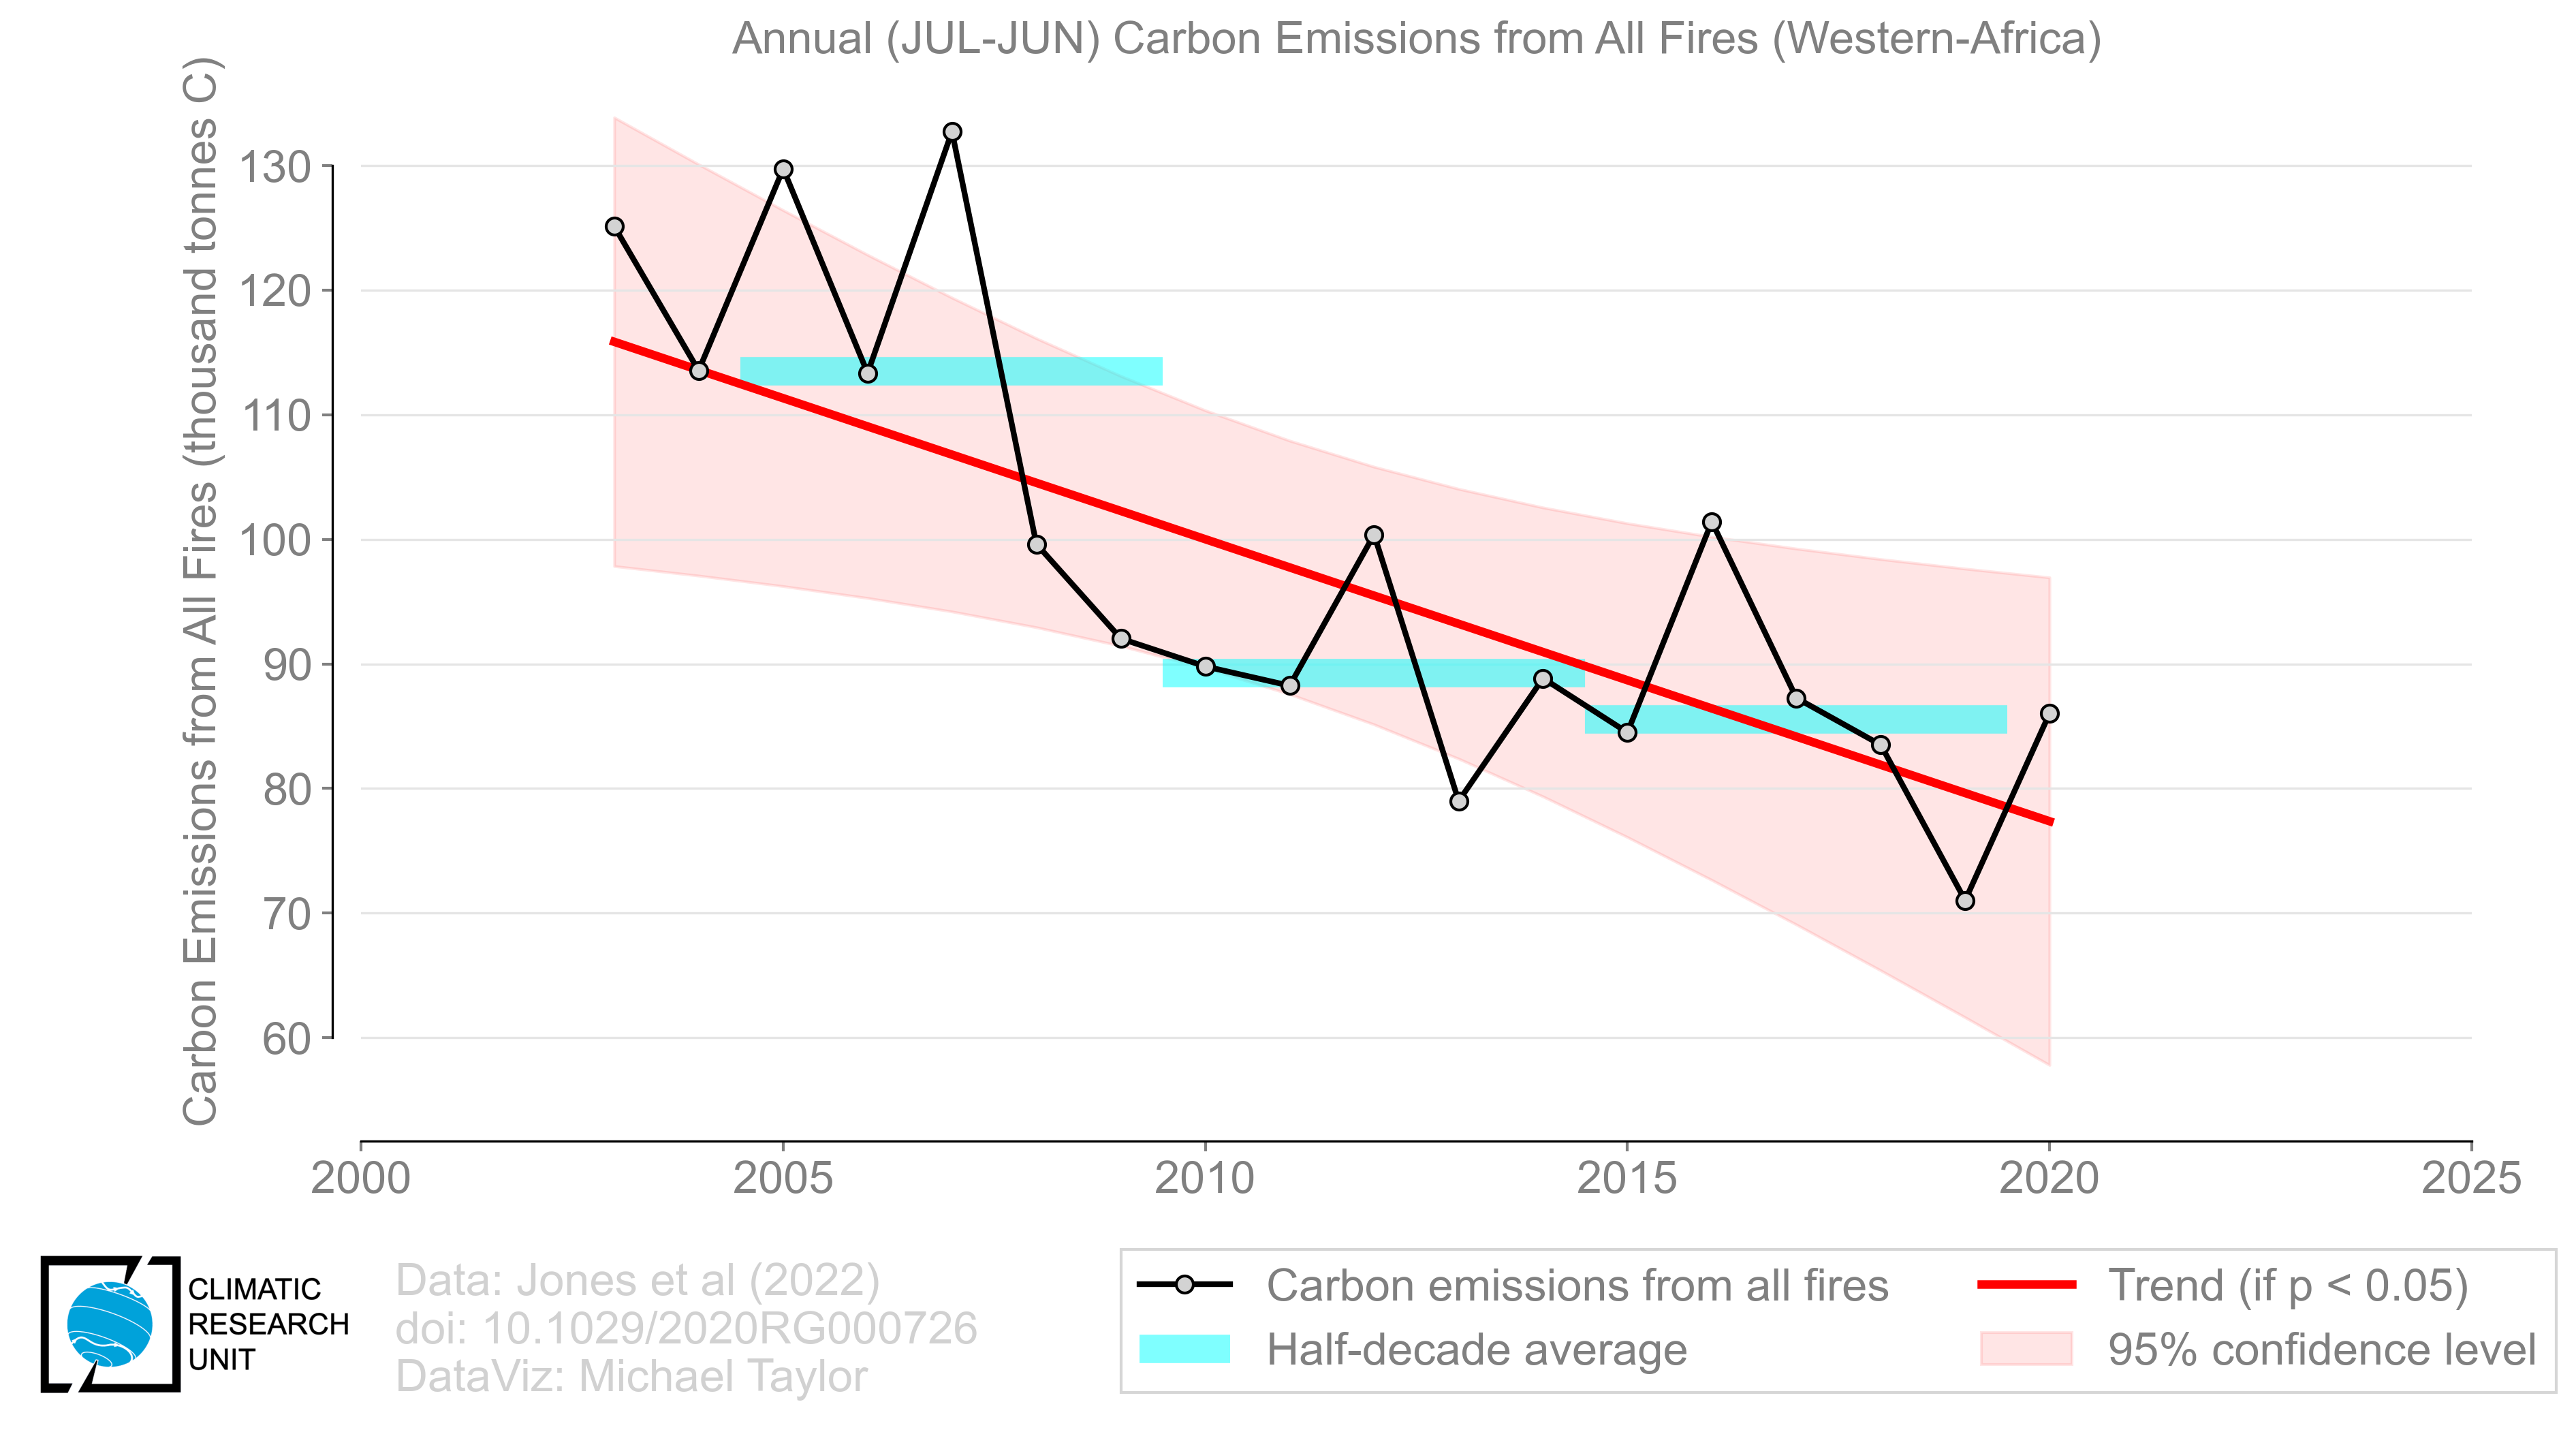 Annual (JUL-JUN) Carbon Emissions from All Fires (Western-Africa)
Carbon Emissions from All Fires (thousand tonnes C)
130
120
110
100
90
80
70
60
2000 2005 2010 2015 2020 2025
CLIMATIC
RESEARCH
UNIT
Data: Jones et al (2022)
doi: 10.1029/2020RG000726
DataViz: Michael Taylor
Carbon emissions from all fires
Half-decade average
Trend (if p < 0.05)
95% confidence level